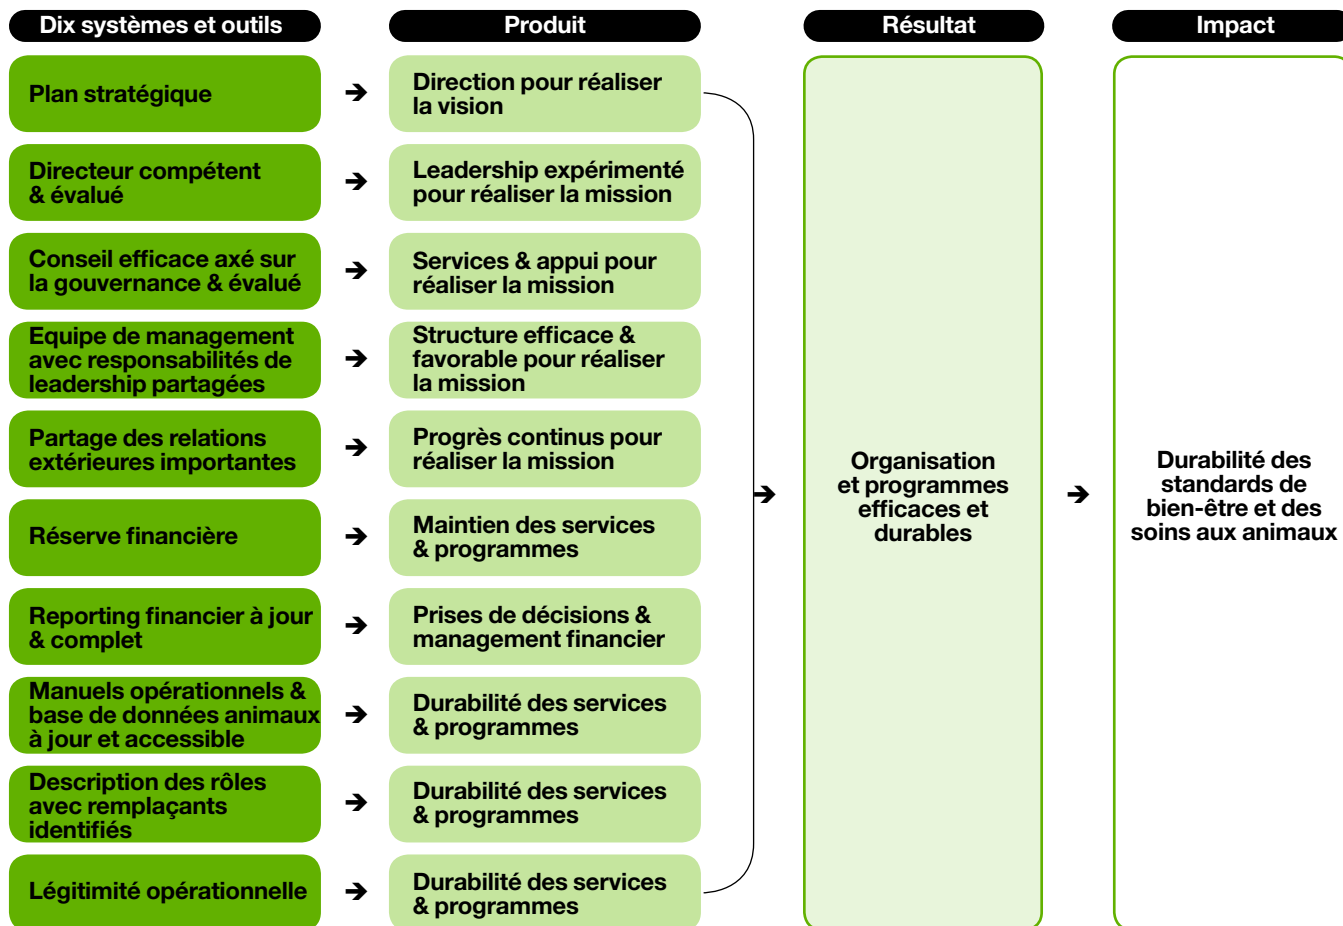 Dix systèmes et outils
Produit
Résultat
Impact
Plan stratégique
Direction pour réaliser
la vision
Directeur compétent
& évalué
Leadership expérimenté
pour réaliser la mission
Conseil efficace axé sur
la gouvernance & évalué
Services & appui pour
réaliser la mission
Equipe de management
avec responsabilités de
leadership partagées
Structure efficace &
favorable pour réaliser
la mission
Partage des relations
extérieures importantes
Progrès continus pour
réaliser la mission
Réserve financière
Maintien des services
& programmes
Reporting financier à jour
& complet
Prises de décisions &
management financier
Manuels opérationnels &
base de données animaux
à jour et accessible
Durabilité des services
& programmes
Description des rôles
avec remplaçants
identifiés
Durabilité des services
& programmes
Légitimité opérationnelle
Durabilité des services
& programmes
Organisation
et programmes
efficaces et
durables
Durabilité des
standards de
bien-être et des
soins aux animaux